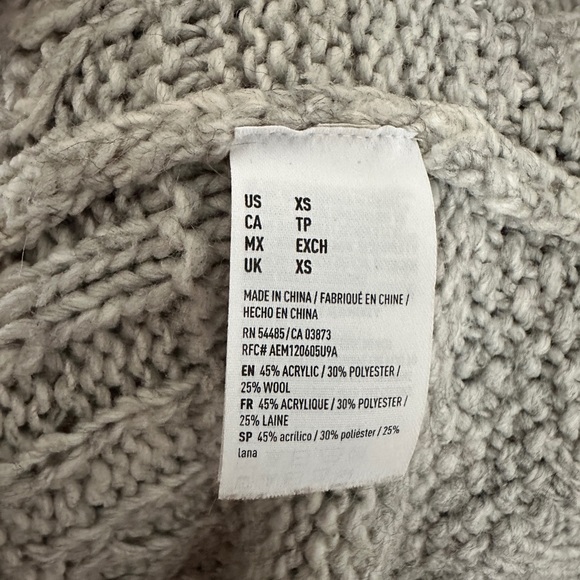 US XS
CA TP
MX EXCH
UK XS
MADE IN CHINA / FABRIQUÉ EN CHINE /
HECHO EN CHINA
RN 54485/CA 03873
RFC# AEM120605U9A
EN 45% ACRYLIC / 30% POLYESTER /
25% WOOL
FR 45% ACRYLIQUE / 30% POLYESTER /
25% LAINE
SP 45% acrílico / 30% poliéster / 25%
lana